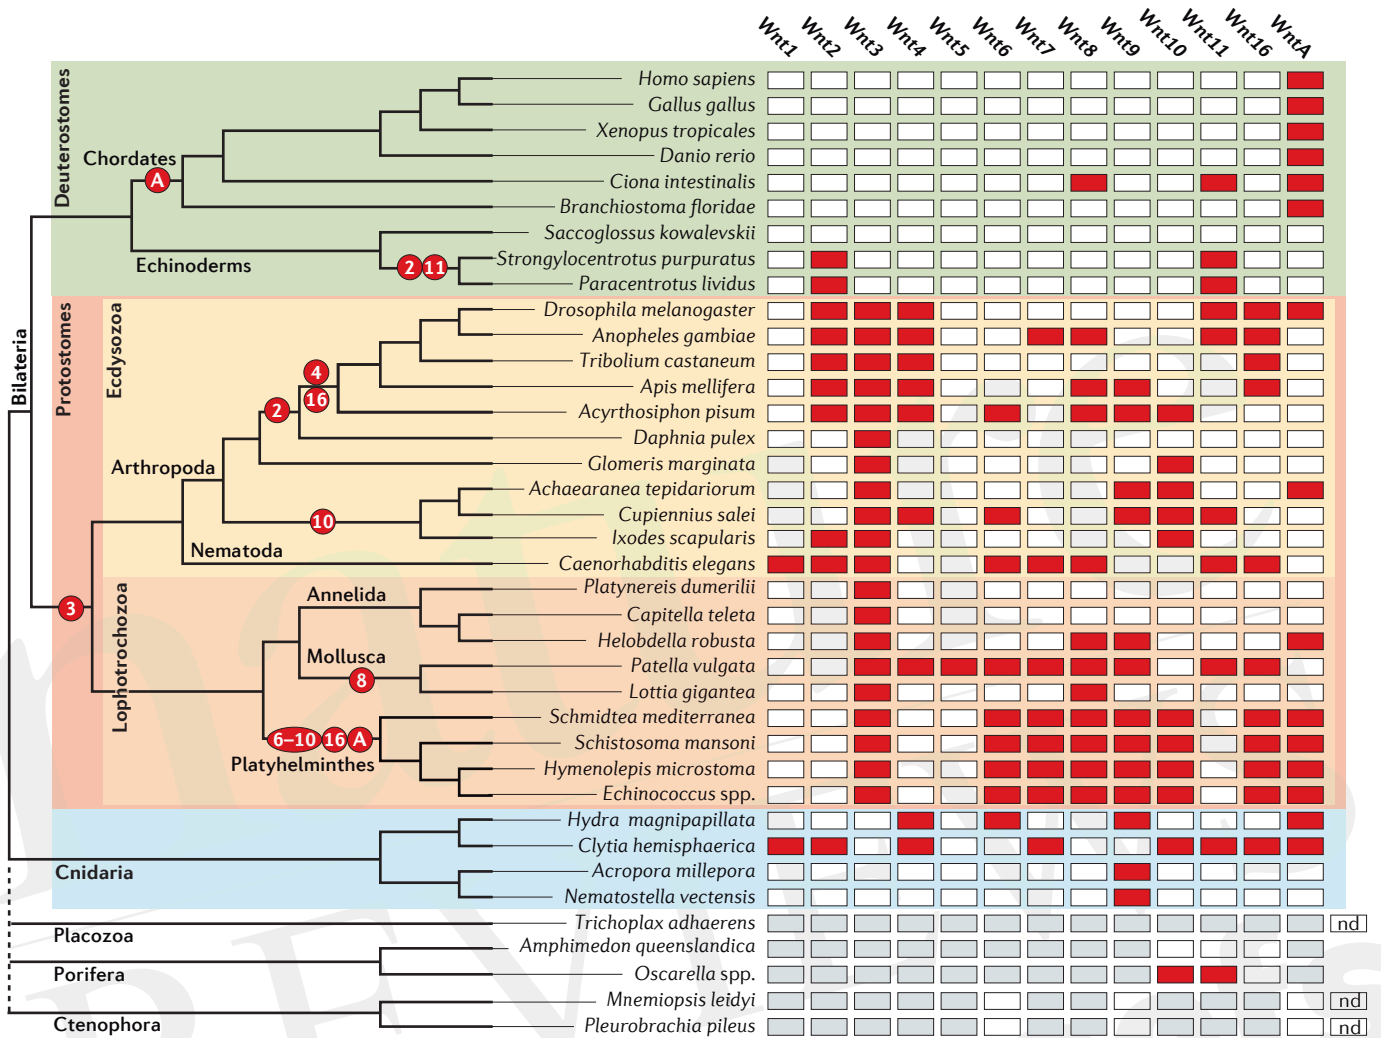 Wnt1 Wnt2 Wnt3 Wnt4 Wnt5 Wnt6 Wnt7 Wnt8 Wnt9 Wnt10 Wnt11 Wnt16 WntA
Deuterostomes
Protostomes
Ecdysozoa
Lophotrochozoa
Bilateria
Homo sapiens
Gallus gallus
Xenopus tropicales
Danio rerio
Chordates
A
Ciona intestinalis
Branchiostoma floridae
Saccoglossus kowalevskii
Echinoderms
2 11
Strongylocentrotus purpuratus
Paracentrotus lividus
Drosophila melanogaster
Anopheles gambiae
Tribolium castaneum
4
16
Apis mellifera
2
Acyrthosiphon pisum
Daphnia pulex
Arthropoda
Glomeris marginata
Achaearanea tepidariorum
10
Cupiennius salei
Ixodes scapularis
Nematoda
Caenorhabditis elegans
3
Annelida
Platynereis dumerilii
Capitella teleta
Helobdella robusta
Mollusca
8
Patella vulgata
Lottia gigantea
Schmidtea mediterranea
6–10 16 A
Platyhelminthes
Schistosoma mansoni
Hymenolepis microstoma
Echinococcus spp.
Hydra magnipapillata
Clytia hemisphaerica
Cnidaria
Acropora millepora
Nematostella vectensis
Trichoplax adhaerens nd
Placozoa
Amphimedon queenslandica
Porifera
Oscarella spp.
Mnemiopsis leidyi nd
Ctenophora
Pleurobrachia pileus nd